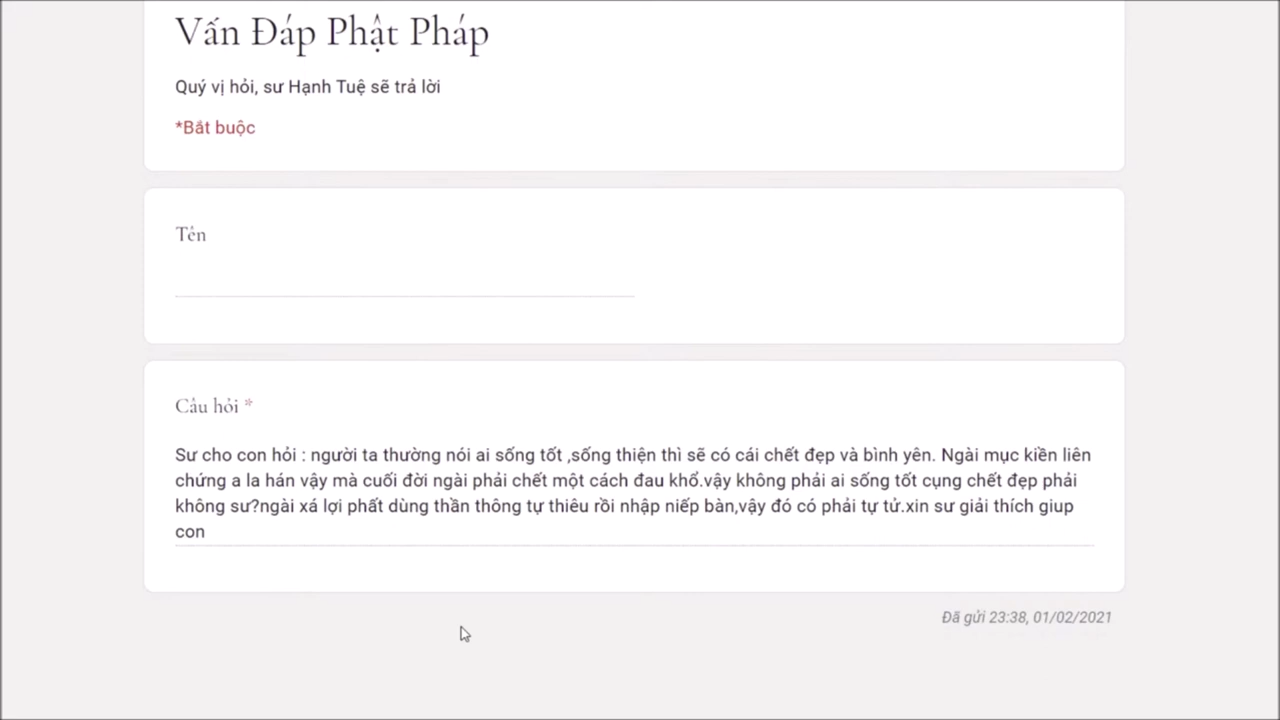 Vấn Đáp Phật Pháp
Quý vị hỏi, sư Hạnh Tuệ sẽ trả lời
*Bắt buộc
Tên
Câu hỏi *
Sư cho con hỏi : người ta thường nói ai sống tốt ,sống thiện thì sẽ có cái chết đẹp và bình yên. Ngài mục kiền liên
chứng a la hán vậy mà cuối đời ngài phải chết một cách đau khổ.vậy không phải ai sống tốt cụng chết đẹp phải
không sư?ngài xá lợi phất dùng thần thông tự thiêu rồi nhập niếp bàn,vậy đó có phải tự tử.xin sư giải thích giup
con
Đã gửi 23:38, 01/02/2021